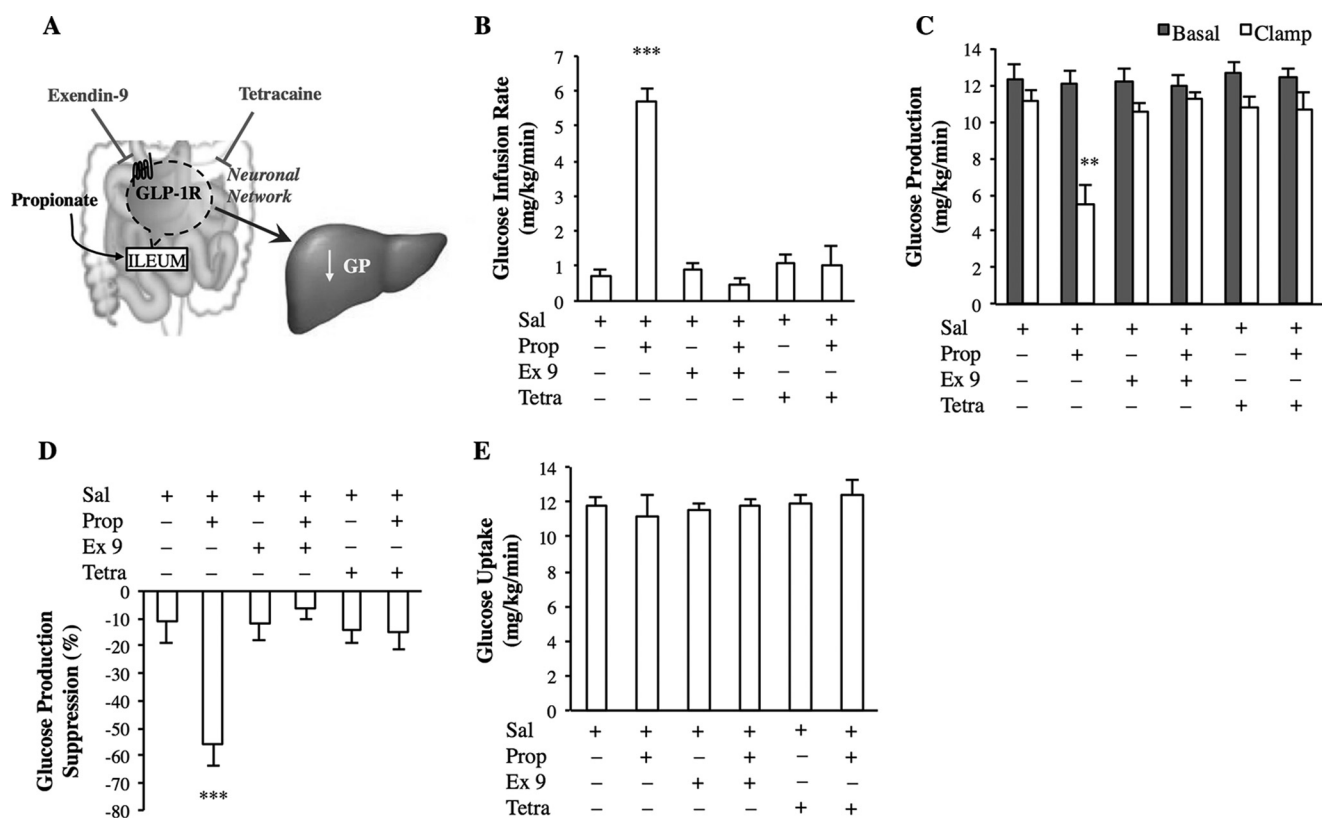 A
Exendin-9
Tetracaine
GLP-1R
Neuronal
Network
Propionate
ILEUM
GP
B
Glucose Infusion Rate
(mg/kg/min)
7
6
5
4
3
2
1
0
***
Sal + + + + + +
Prop – + – + – +
Ex 9 – – + + – –
Tetra – – – – + +
C
Basal Clamp
Glucose Production
(mg/kg/min)
14
12
10
8
6
4
2
0
**
Sal + + + + + +
Prop – + – + – +
Ex 9 – – + + – –
Tetra – – – – + +
D
Sal + + + + + +
Prop – + – + – +
Ex 9 – – + + – –
Tetra – – – – + +
Glucose Production
Suppression (%)
0
-10
-20
-30
-40
-50
-60
-70
-80
***
E
Glucose Uptake
(mg/kg/min)
14
12
10
8
6
4
2
0
Sal + + + + + +
Prop – + – + – +
Ex 9 – – + + – –
Tetra – – – – + +